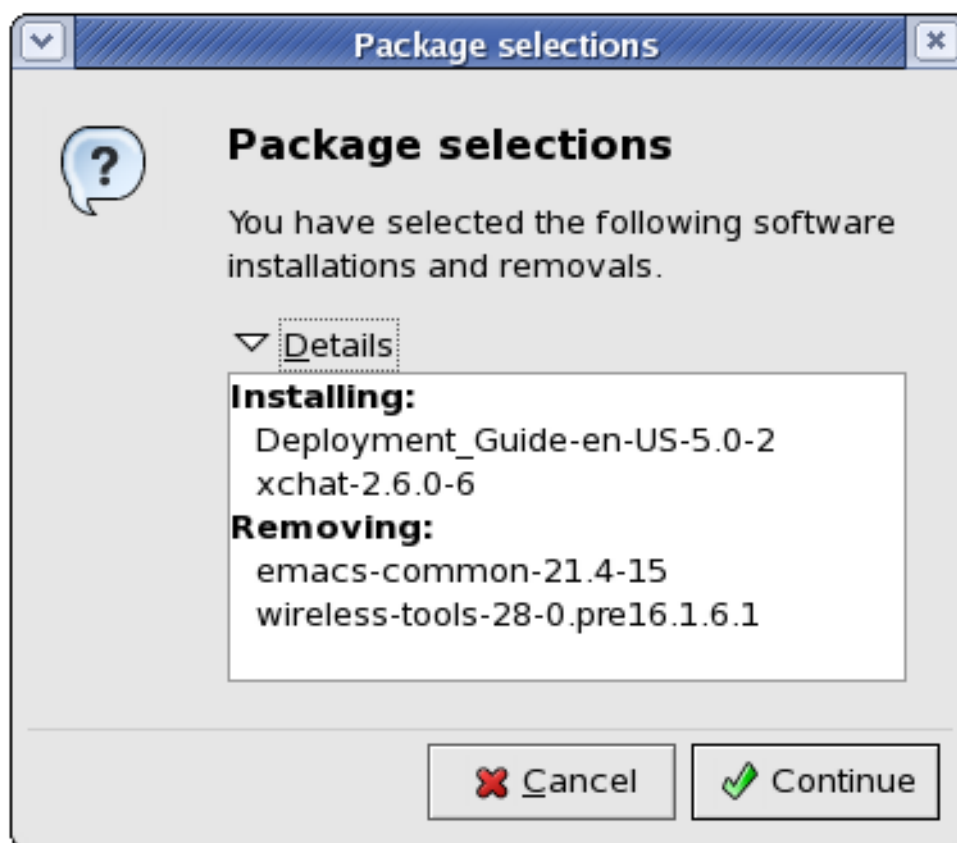 Package selections
Package selections
You have selected the following software
installations and removals.
Details
Installing:
Deployment_Guide-en-US-5.0-2
xchat-2.6.0-6
Removing:
emacs-common-21.4-15
wireless-tools-28-0.pre16.1.6.1
Cancel
Continue